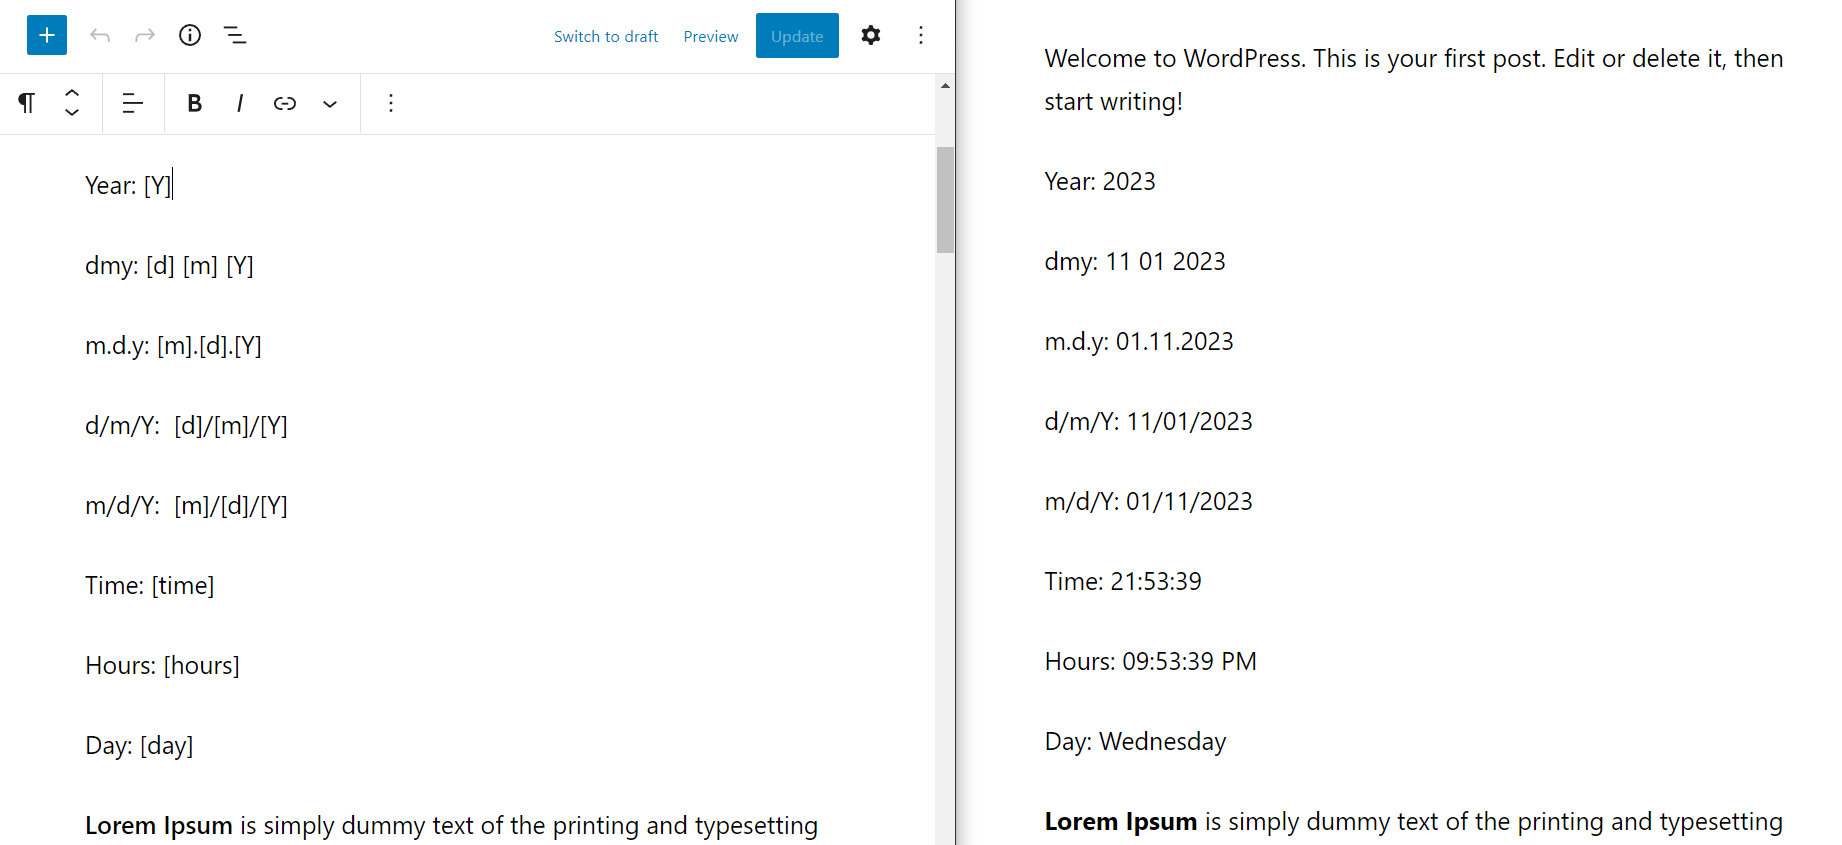 Switch to draft Preview Update
B I
Year: [Y]
dmy: [d] [m] [Y]
m.d.y: [m].[d].[Y]
d/m/Y:  [d]/[m]/[Y]
m/d/Y:  [m]/[d]/[Y]
Time: [time]
Hours: [hours]
Day: [day]
Lorem Ipsum is simply dummy text of the printing and typesetting
Welcome to WordPress. This is your first post. Edit or delete it, then
start writing!
Year: 2023
dmy: 11 01 2023
m.d.y: 01.11.2023
d/m/Y: 11/01/2023
m/d/Y: 01/11/2023
Time: 21:53:39
Hours: 09:53:39 PM
Day: Wednesday
Lorem Ipsum is simply dummy text of the printing and typesetting